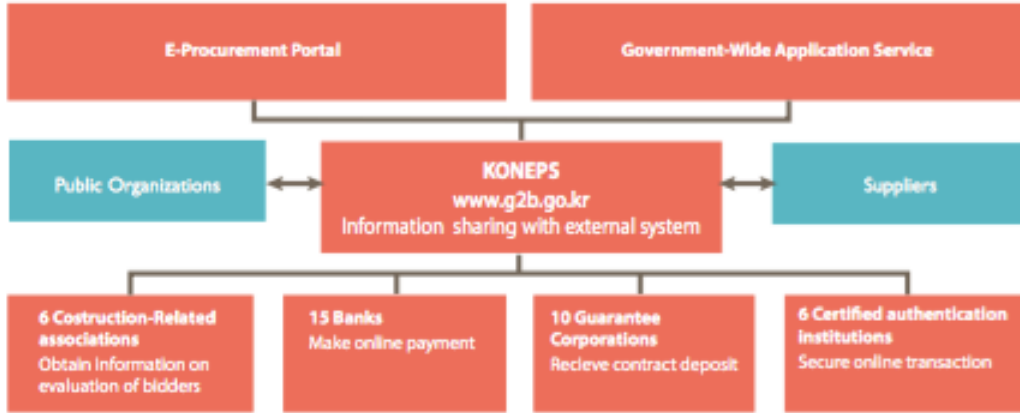 E-Procurement Portal
Government-Wide Application Service
Public Organizations
KONEPS
www.g2b.go.kr
Information sharing with external system
Suppliers
6 Costruction-Related
associations
Obtain Information on
evaluation of bidders
15 Banks
Make online payment
10 Guarantee
Corporations
Recieve contract deposit
6 Certified authentication
institutions
Secure online transaction